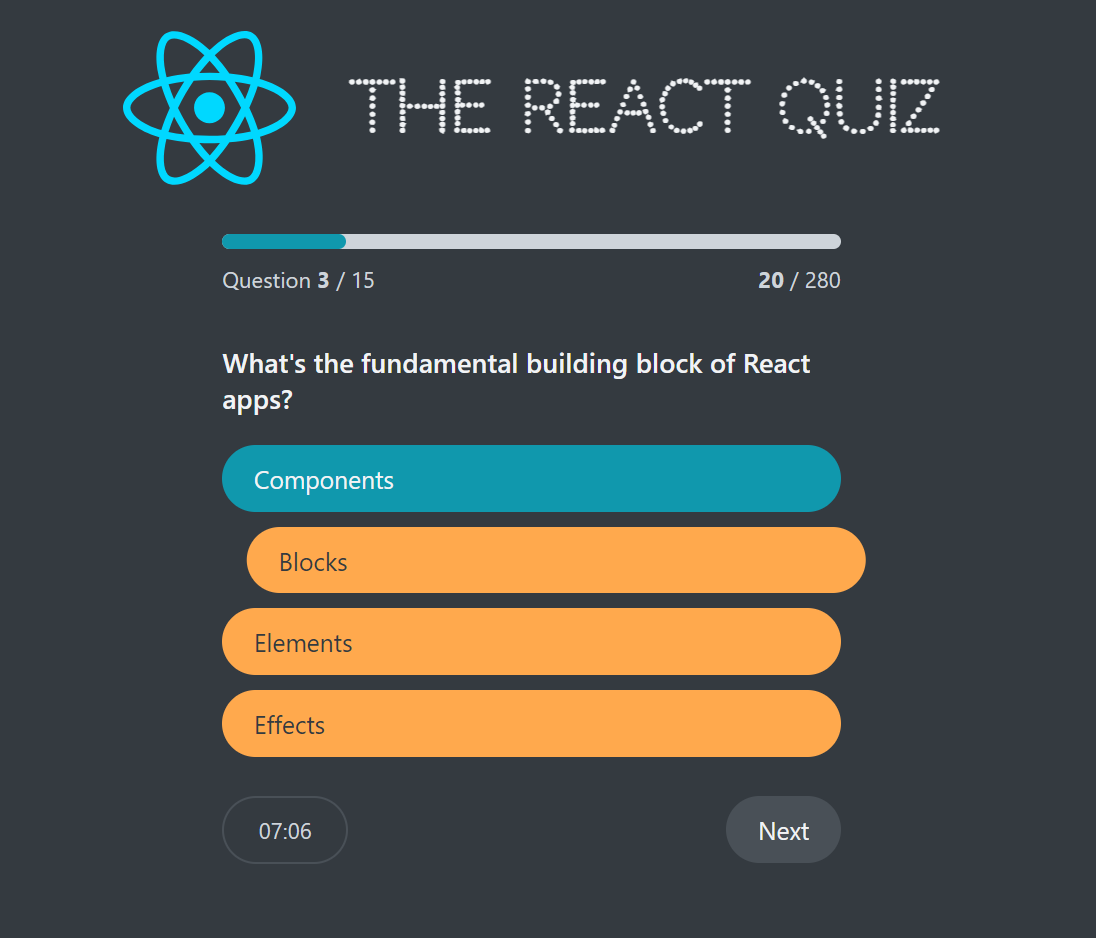 THE REACT QUIZ
Question 3 / 15
20 / 280
What's the fundamental building block of React
apps?
Components
Blocks
Elements
Effects
07:06
Next